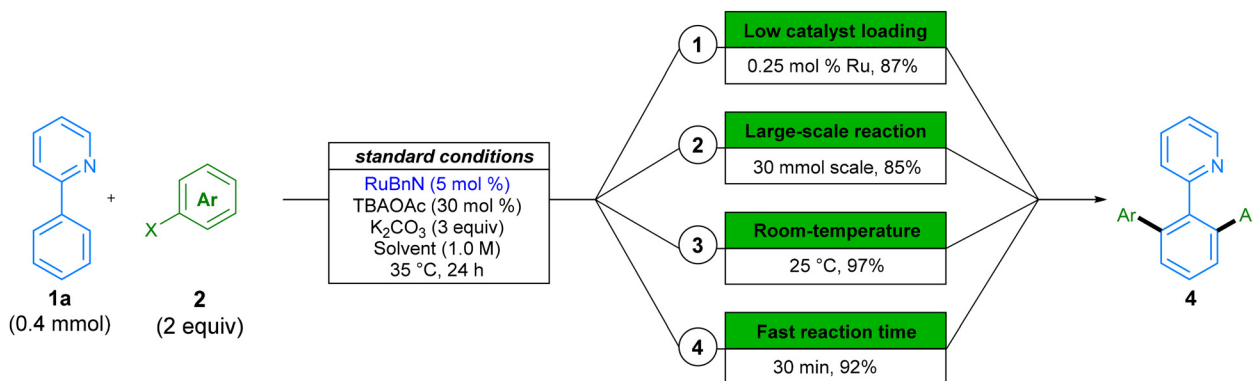 N
1a
(0.4 mmol)
+
Ar
X
2
(2 equiv)
standard conditions
RuBnN (5 mol %)
TBAOAc (30 mol %)
K₂CO₃ (3 equiv)
Solvent (1.0 M)
35 °C, 24 h
1
Low catalyst loading
0.25 mol % Ru, 87%
2
Large-scale reaction
30 mmol scale, 85%
3
Room-temperature
25 °C, 97%
4
Fast reaction time
30 min, 92%
N
Ar
A
4